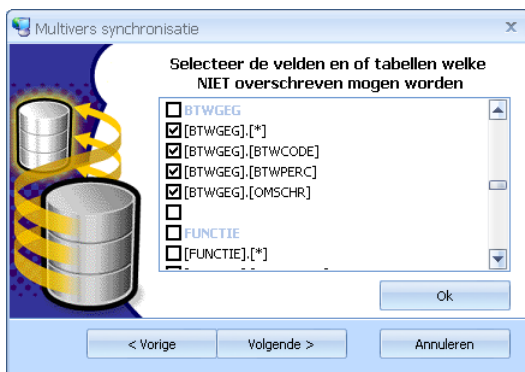 Multivers synchronisatie
Selecteer de velden en of tabellen welke
NIET overschreven mogen worden
BTWGEG
[BTWGEG].[*]
[BTWGEG].[BTWCODE]
[BTWGEG].[BTWPERC]
[BTWGEG].[OMSCHR]
FUNCTIE
[FUNCTIE].[*]
Ok
< Vorige
Volgende >
Annuleren